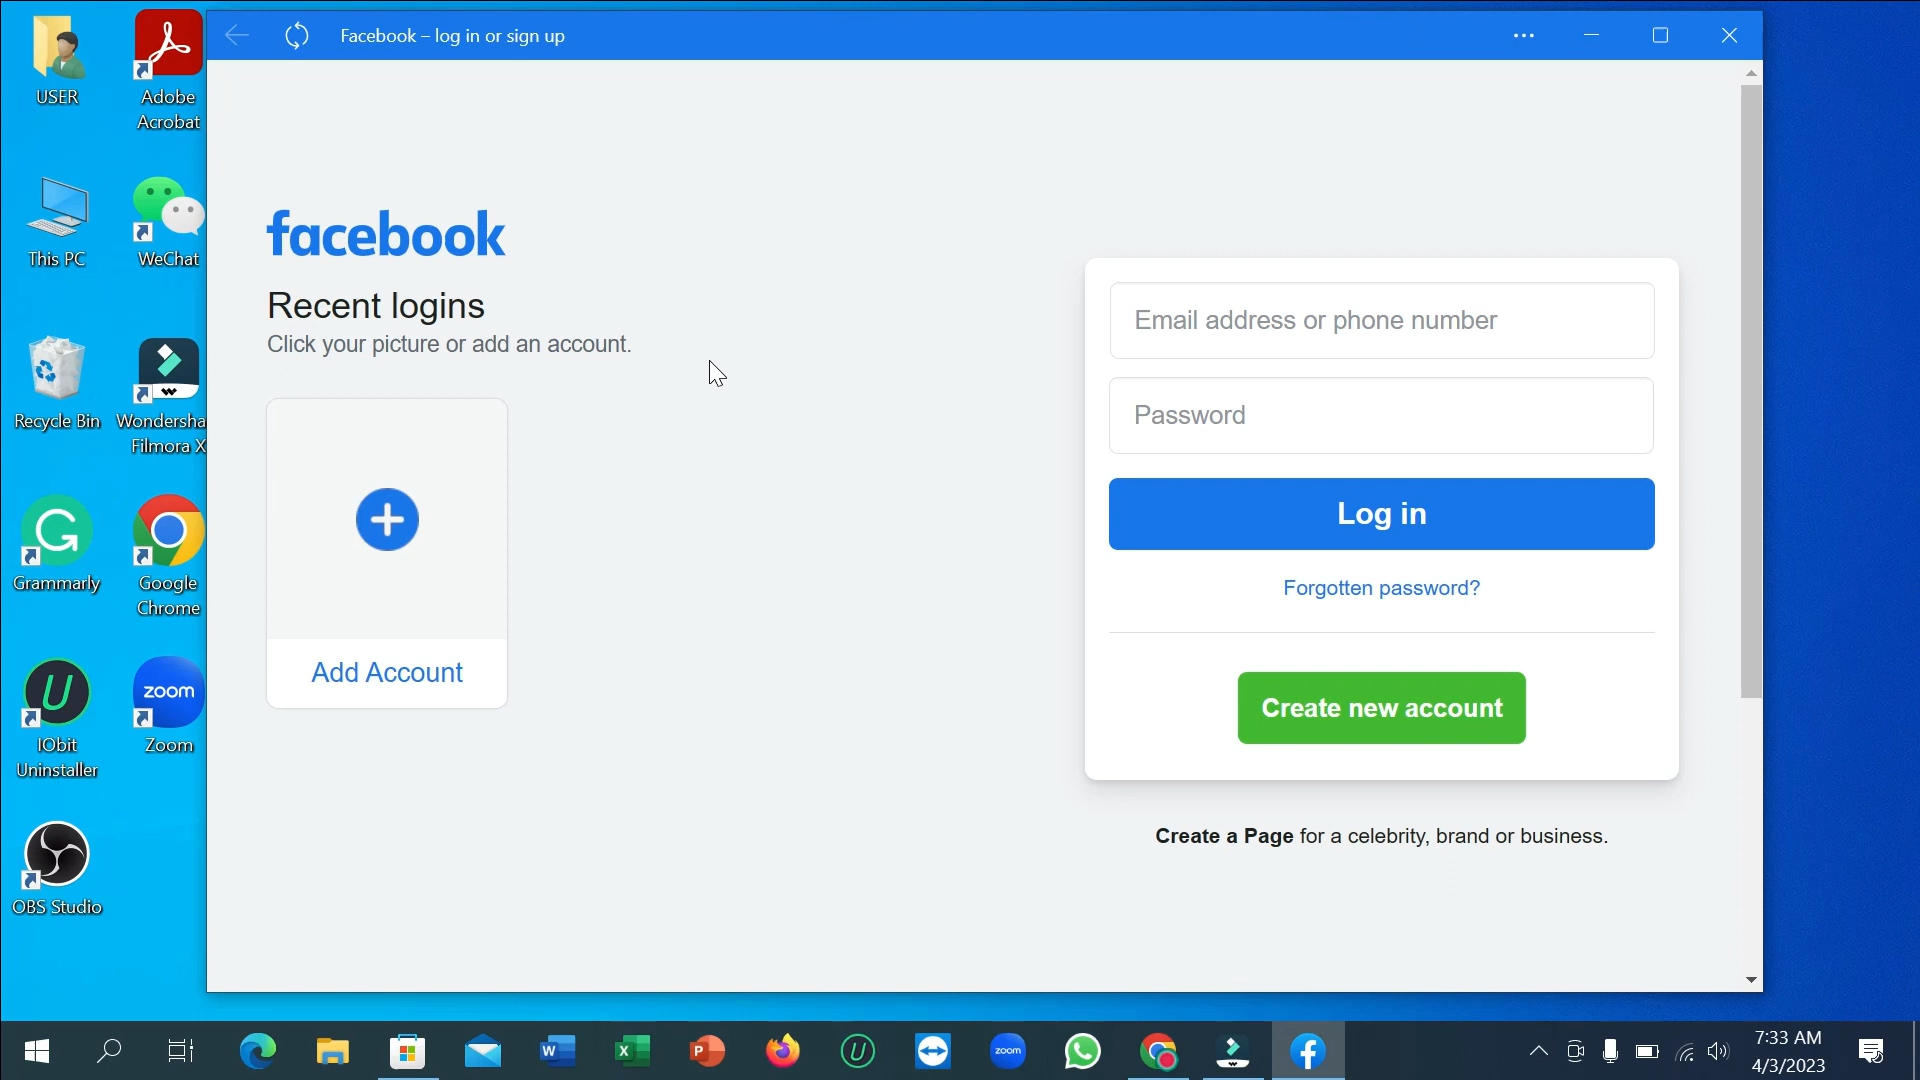 Facebook – log in or sign up
USER
Adobe
Acrobat
This PC
WeChat
Recycle Bin
Wondersha
Filmora X
Grammarly
Google
Chrome
IObit
Uninstaller
zoom
Zoom
OBS Studio
facebook
Recent logins
Click your picture or add an account.
Add Account
Email address or phone number
Password
Log in
Forgotten password?
Create new account
Create a Page for a celebrity, brand or business.
zoom
7:33 AM
4/3/2023